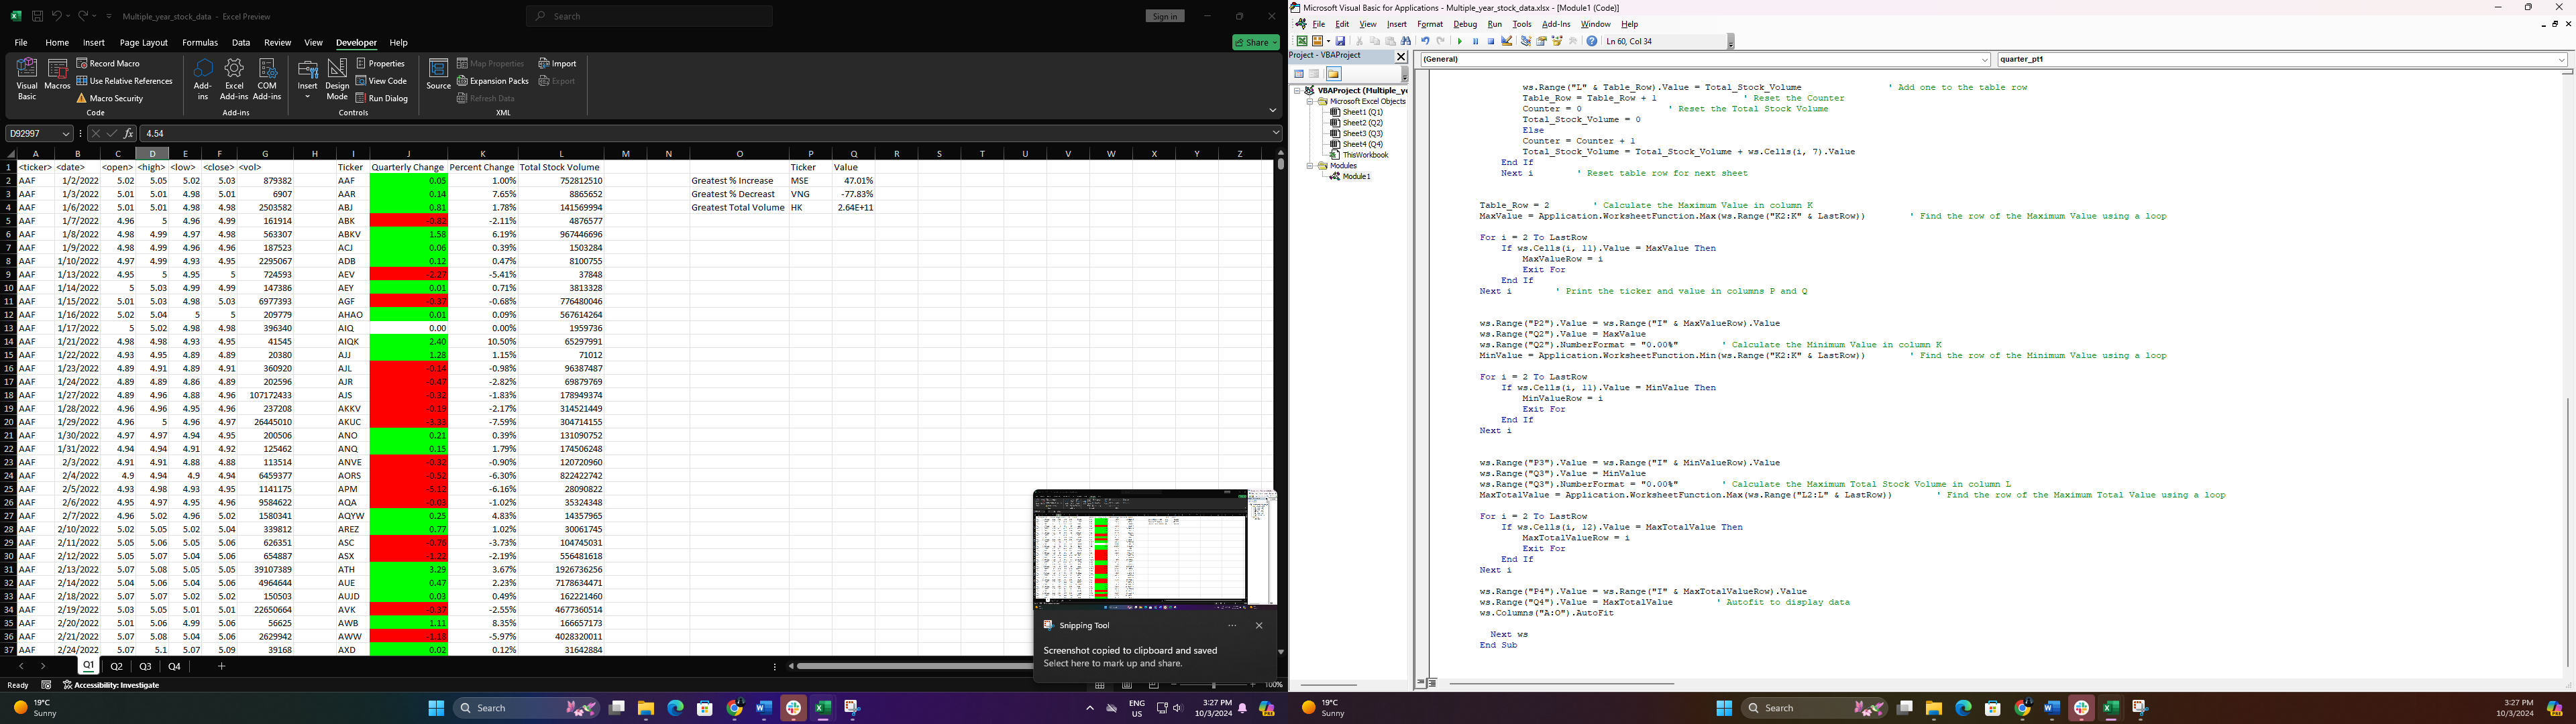 Multiple_year_stock_data - Excel Preview
Search
Sign in
File Home Insert Page Layout Formulas Data Review View Developer Help
Share
Visual Basic
Macros
Record Macro
Use Relative References
Macro Security
Code
Add-ins
Excel Add-ins
COM Add-ins
Add-ins
Insert
Design Mode
Properties
View Code
Run Dialog
Controls
Source
Map Properties
Expansion Packs
Refresh Data
Import
Export
XML
D92997 fx 4.54
A B C D E F G H I J K L M N O P Q R S T U V W X Y Z
1 <ticker> <date> <open> <high> <low> <close> <vol> Ticker Quarterly Change Percent Change Total Stock Volume Ticker Value
2 AAF 1/2/2022 5.02 5.05 5.02 5.03 879382 AAF 0.05 1.00% 752812510 Greatest % Increase MSE 47.01%
3 AAF 1/3/2022 5.01 5.01 4.98 5.01 6907 AAR 0.14 7.65% 8865652 Greatest % Decreast VNG -77.83%
4 AAF 1/6/2022 5.01 5.01 4.98 4.98 2503582 ABJ 0.81 1.78% 141569994 Greatest Total Volume HK 2.64E+11
5 AAF 1/7/2022 4.96 5 4.96 4.99 161914 ABK -0.82 -2.11% 4876577
6 AAF 1/8/2022 4.98 4.99 4.97 4.98 563307 ABKV 1.58 6.19% 967446696
7 AAF 1/9/2022 4.98 4.99 4.96 4.96 187523 ACJ 0.06 0.39% 1503284
8 AAF 1/10/2022 4.97 4.99 4.93 4.95 2295067 ADB 0.12 0.47% 8100755
9 AAF 1/13/2022 4.95 5 4.95 5 724593 AEV -2.27 -5.41% 37848
10 AAF 1/14/2022 5 5.03 4.99 4.99 147386 AEY 0.01 0.71% 3813328
11 AAF 1/15/2022 5.01 5.03 4.98 5.03 6977393 AGF -0.37 -0.68% 776480046
12 AAF 1/16/2022 5.02 5.04 5 5 209779 AHAO 0.01 0.09% 567614264
13 AAF 1/17/2022 5 5.02 4.98 4.98 396340 AIQ 0.00 0.00% 1959736
14 AAF 1/21/2022 4.98 4.98 4.93 4.95 41545 AIQK 2.40 10.50% 65297991
15 AAF 1/22/2022 4.93 4.95 4.89 4.89 20380 AJJ 1.28 1.15% 71012
16 AAF 1/23/2022 4.89 4.91 4.89 4.91 360920 AJL -0.14 -0.98% 96387487
17 AAF 1/24/2022 4.89 4.89 4.86 4.89 202596 AJR -0.47 -2.82% 69879769
18 AAF 1/27/2022 4.89 4.96 4.88 4.96 107172433 AJS -0.32 -1.83% 178949374
19 AAF 1/28/2022 4.96 4.96 4.95 4.96 237208 AKKV -0.19 -2.17% 314521449
20 AAF 1/29/2022 4.96 5 4.96 4.97 26445010 AKUC -3.33 -7.59% 304714155
21 AAF 1/30/2022 4.97 4.97 4.94 4.95 200506 ANO 0.21 0.39% 131090752
22 AAF 1/31/2022 4.94 4.94 4.91 4.92 125462 ANQ 0.15 1.79% 174506248
23 AAF 2/3/2022 4.91 4.91 4.88 4.88 113514 ANVE -0.32 -0.90% 120720960
24 AAF 2/4/2022 4.9 4.94 4.9 4.94 6459377 AORS -0.52 -6.30% 822422742
25 AAF 2/5/2022 4.93 4.98 4.93 4.95 1141175 APM -5.12 -6.16% 28090822
26 AAF 2/6/2022 4.95 4.97 4.95 4.96 9584622 AQA -0.03 -1.02% 35324348
27 AAF 2/7/2022 4.96 5.02 4.96 5.02 1580341 AQYW 0.25 4.83% 14357965
28 AAF 2/10/2022 5.02 5.05 5.02 5.04 339812 AREZ 0.77 1.02% 30061745
29 AAF 2/11/2022 5.05 5.06 5.05 5.06 626351 ASC -0.76 -3.73% 104745031
30 AAF 2/12/2022 5.05 5.07 5.04 5.06 654887 ASX -1.22 -2.19% 556481618
31 AAF 2/13/2022 5.07 5.08 5.05 5.05 39107389 ATH 3.29 3.67% 1926736256
32 AAF 2/14/2022 5.04 5.06 5.04 5.06 4964644 AUE 0.47 2.23% 7178634471
33 AAF 2/18/2022 5.07 5.07 5.02 5.02 150503 AUJD 0.03 0.49% 162221460
34 AAF 2/19/2022 5.03 5.05 5.01 5.01 22650664 AVK -0.37 -2.55% 4677360514
35 AAF 2/20/2022 5.01 5.06 4.99 5.06 56625 AWB 1.11 8.35% 166657173
36 AAF 2/21/2022 5.07 5.08 5.04 5.06 2629942 AWW -1.18 -5.97% 4028320011
37 AAF 2/24/2022 5.07 5.1 5.07 5.09 39168 AXD 0.02 0.12% 31642884
Snipping Tool
Screenshot copied to clipboard and saved
Select here to mark up and share.
Q1 Q2 Q3 Q4
Ready Accessibility: Investigate 100%
19°C
Sunny
Search
ENG
US
3:27 PM
10/3/2024
Microsoft Visual Basic for Applications - Multiple_year_stock_data.xlsx - [Module1 (Code)]
File Edit View Insert Format Debug Run Tools Add-Ins Window Help
Ln 60, Col 34
Project - VBAProject
VBAProject (Multiple_ye
Microsoft Excel Objects
Sheet1 (Q1)
Sheet2 (Q2)
Sheet3 (Q3)
Sheet4 (Q4)
ThisWorkbook
Modules
Module1
(General) quarter_pt1
ws.Range("L" & Table_Row).Value = Total_Stock_Volume ' Add one to the table row
Table_Row = Table_Row + 1 ' Reset the Counter
Counter = 0 ' Reset the Total Stock Volume
Total_Stock_Volume = 0
Else
Counter = Counter + 1
Total_Stock_Volume = Total_Stock_Volume + ws.Cells(i, 7).Value
End If
Next i ' Reset table row for next sheet
Table_Row = 2 ' Calculate the Maximum Value in column K
MaxValue = Application.WorksheetFunction.Max(ws.Range("K2:K" & LastRow)) ' Find the row of the Maximum Value using a loop
For i = 2 To LastRow
If ws.Cells(i, 11).Value = MaxValue Then
MaxValueRow = i
Exit For
End If
Next i ' Print the ticker and value in columns P and Q
ws.Range("P2").Value = ws.Range("I" & MaxValueRow).Value
ws.Range("Q2").Value = MaxValue
ws.Range("Q2").NumberFormat = "0.00%" ' Calculate the Minimum Value in column K
MinValue = Application.WorksheetFunction.Min(ws.Range("K2:K" & LastRow)) ' Find the row of the Minimum Value using a loop
For i = 2 To LastRow
If ws.Cells(i, 11).Value = MinValue Then
MinValueRow = i
Exit For
End If
Next i
ws.Range("P3").Value = ws.Range("I" & MinValueRow).Value
ws.Range("Q3").Value = MinValue
ws.Range("Q3").NumberFormat = "0.00%" ' Calculate the Maximum Total Stock Volume in column L
MaxTotalValue = Application.WorksheetFunction.Max(ws.Range("L2:L" & LastRow)) ' Find the row of the Maximum Total Value using a loop
For i = 2 To LastRow
If ws.Cells(i, 12).Value = MaxTotalValue Then
MaxTotalValueRow = i
Exit For
End If
Next i
ws.Range("P4").Value = ws.Range("I" & MaxTotalValueRow).Value
ws.Range("Q4").Value = MaxTotalValue ' Autofit to display data
ws.Columns("A:O").AutoFit
Next ws
End Sub
19°C
Sunny
Search
3:27 PM
10/3/2024